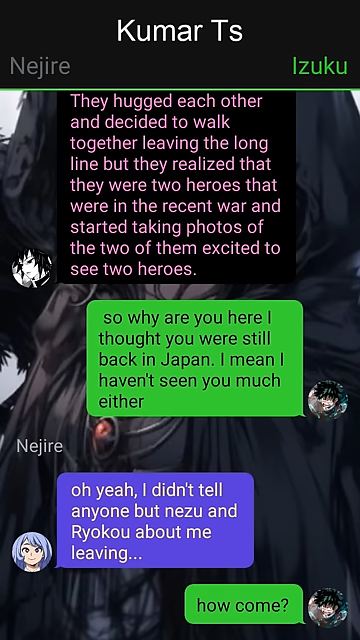 Kumar Ts
Nejire
Izuku
They hugged each other
and decided to walk
together leaving the long
line but they realized that
they were two heroes that
were in the recent war and
started taking photos of
the two of them excited to
see two heroes.
so why are you here I
thought you were still
back in Japan. I mean I
haven't seen you much
either
Nejire
oh yeah, I didn't tell
anyone but nezu and
Ryokou about me
leaving...
how come?